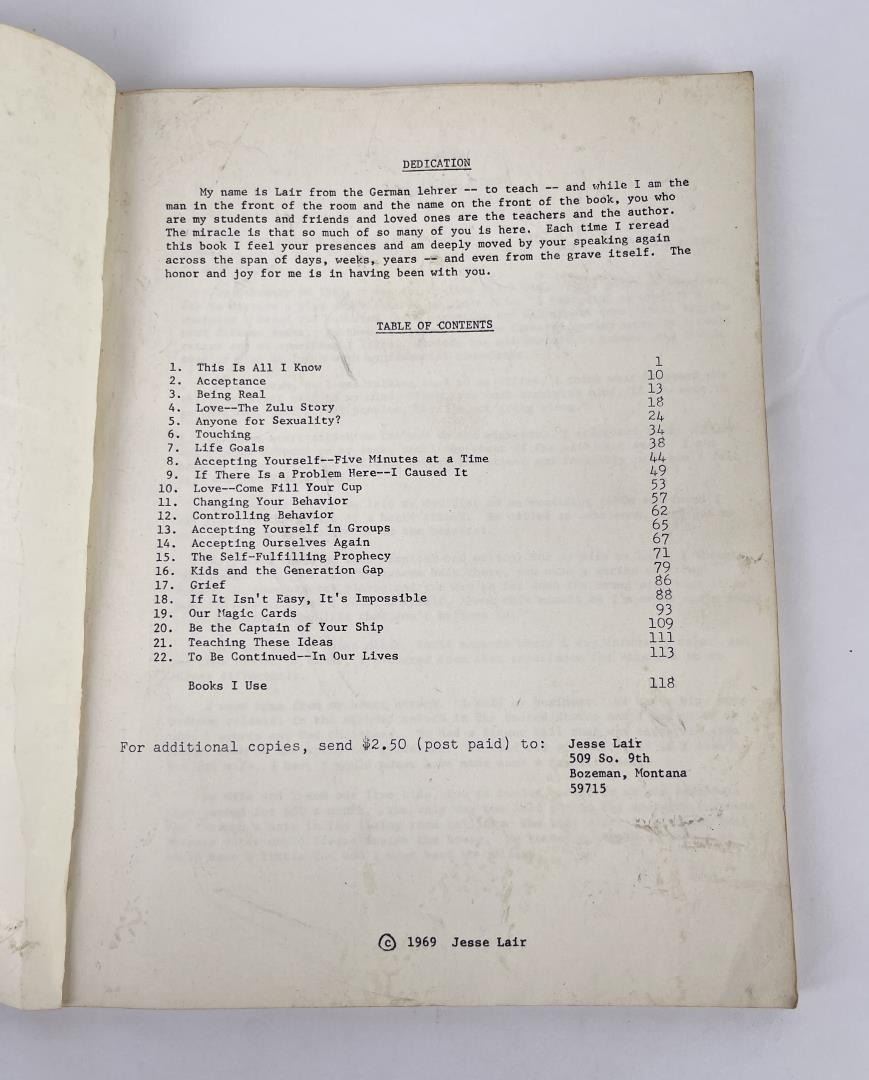 DEDICATION
My name is Lair from the German lehrer -- to teach -- and while I am the
man in the front of the room and the name on the front of the book, you who
are my students and friends and loved ones are the teachers and the author.
The miracle is that so much of so many of you is here. Each time I reread
this book I feel your presences and am deeply moved by your speaking again
across the span of days, weeks, years -- and even from the grave itself. The
honor and joy for me is in having been with you.
TABLE OF CONTENTS
1. This Is All I Know 1
2. Acceptance 10
3. Being Real 13
4. Love--The Zulu Story 18
5. Anyone for Sexuality? 24
6. Touching 34
7. Life Goals 38
8. Accepting Yourself--Five Minutes at a Time 44
9. If There Is a Problem Here--I Caused It 49
10. Love--Come Fill Your Cup 53
11. Changing Your Behavior 57
12. Controlling Behavior 62
13. Accepting Yourself in Groups 65
14. Accepting Ourselves Again 67
15. The Self-Fulfilling Prophecy 71
16. Kids and the Generation Gap 79
17. Grief 86
18. If It Isn't Easy, It's Impossible 88
19. Our Magic Cards 93
20. Be the Captain of Your Ship 109
21. Teaching These Ideas 111
22. To Be Continued--In Our Lives 113
Books I Use 118
For additional copies, send $2.50 (post paid) to: Jesse Lair
509 So. 9th
Bozeman, Montana
59715
© 1969 Jesse Lair